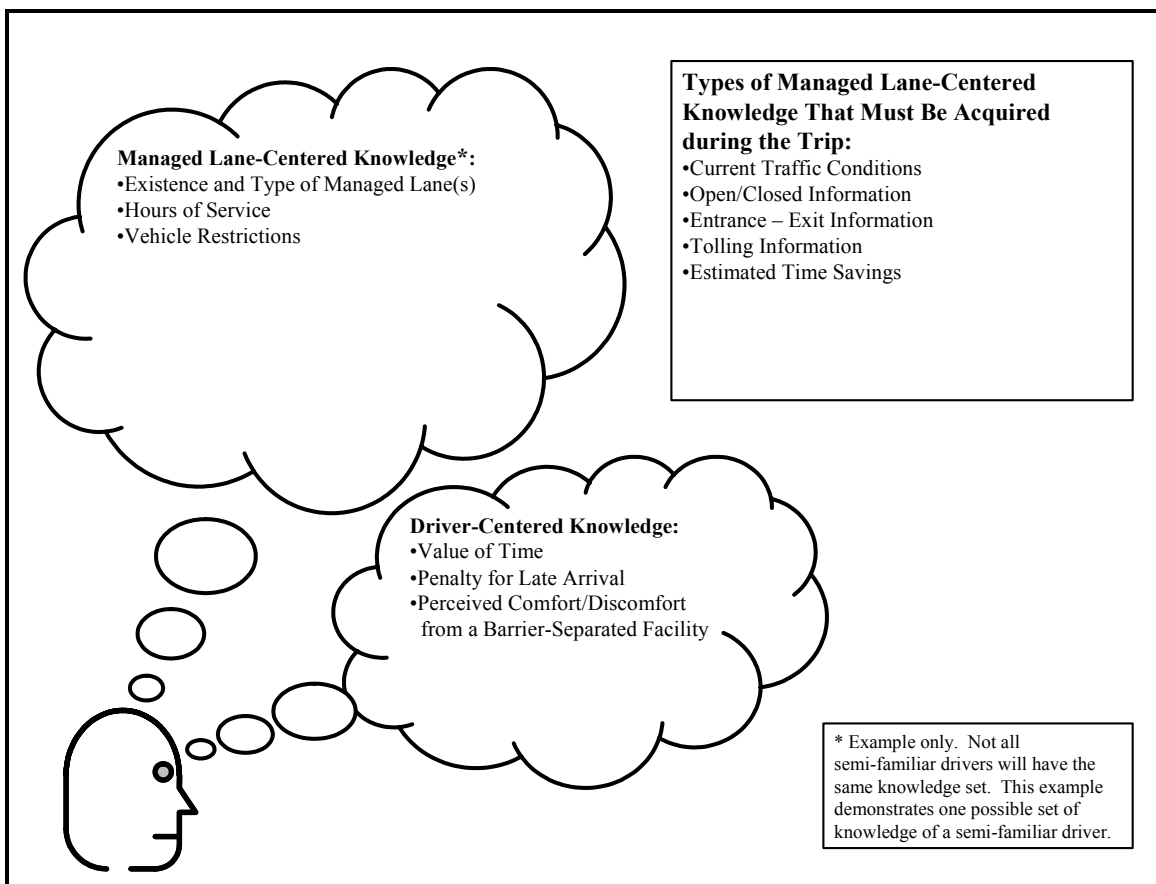 Managed Lane-Centered Knowledge*:
•Existence and Type of Managed Lane(s)
•Hours of Service
•Vehicle Restrictions
Types of Managed Lane-Centered
Knowledge That Must Be Acquired
during the Trip:
•Current Traffic Conditions
•Open/Closed Information
•Entrance – Exit Information
•Tolling Information
•Estimated Time Savings
Driver-Centered Knowledge:
•Value of Time
•Penalty for Late Arrival
•Perceived Comfort/Discomfort
from a Barrier-Separated Facility
* Example only.  Not all
semi-familiar drivers will have the
same knowledge set.  This example
demonstrates one possible set of
knowledge of a semi-familiar driver.